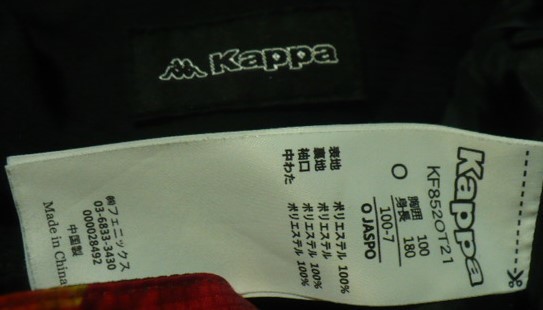 Kappa
Kappa
KF852OT21
胸囲 100
身長 180
100-7
O
O JASPO
表地 ポリエステル 100%
裏地 ポリエステル 100%
袖口 ポリエステル 100%
中わた ポリエステル 100%
㈱フェニックス
03-6833-3430
000028492
中国製
Made in China